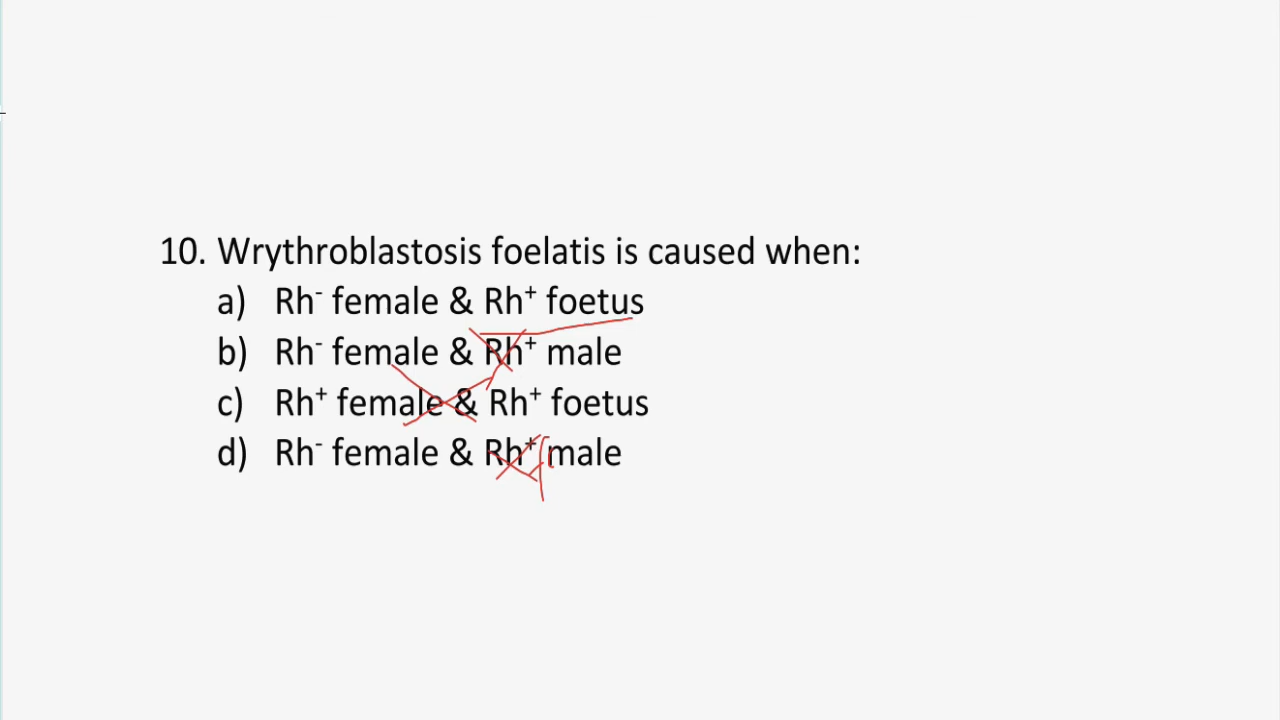 10. Wrythroblastosis foelatis is caused when:
a) Rh⁻ female & Rh⁺ foetus
b) Rh⁻ female & Rh⁺ male
c) Rh⁺ female & Rh⁺ foetus
d) Rh⁻ female & Rh⁺ male